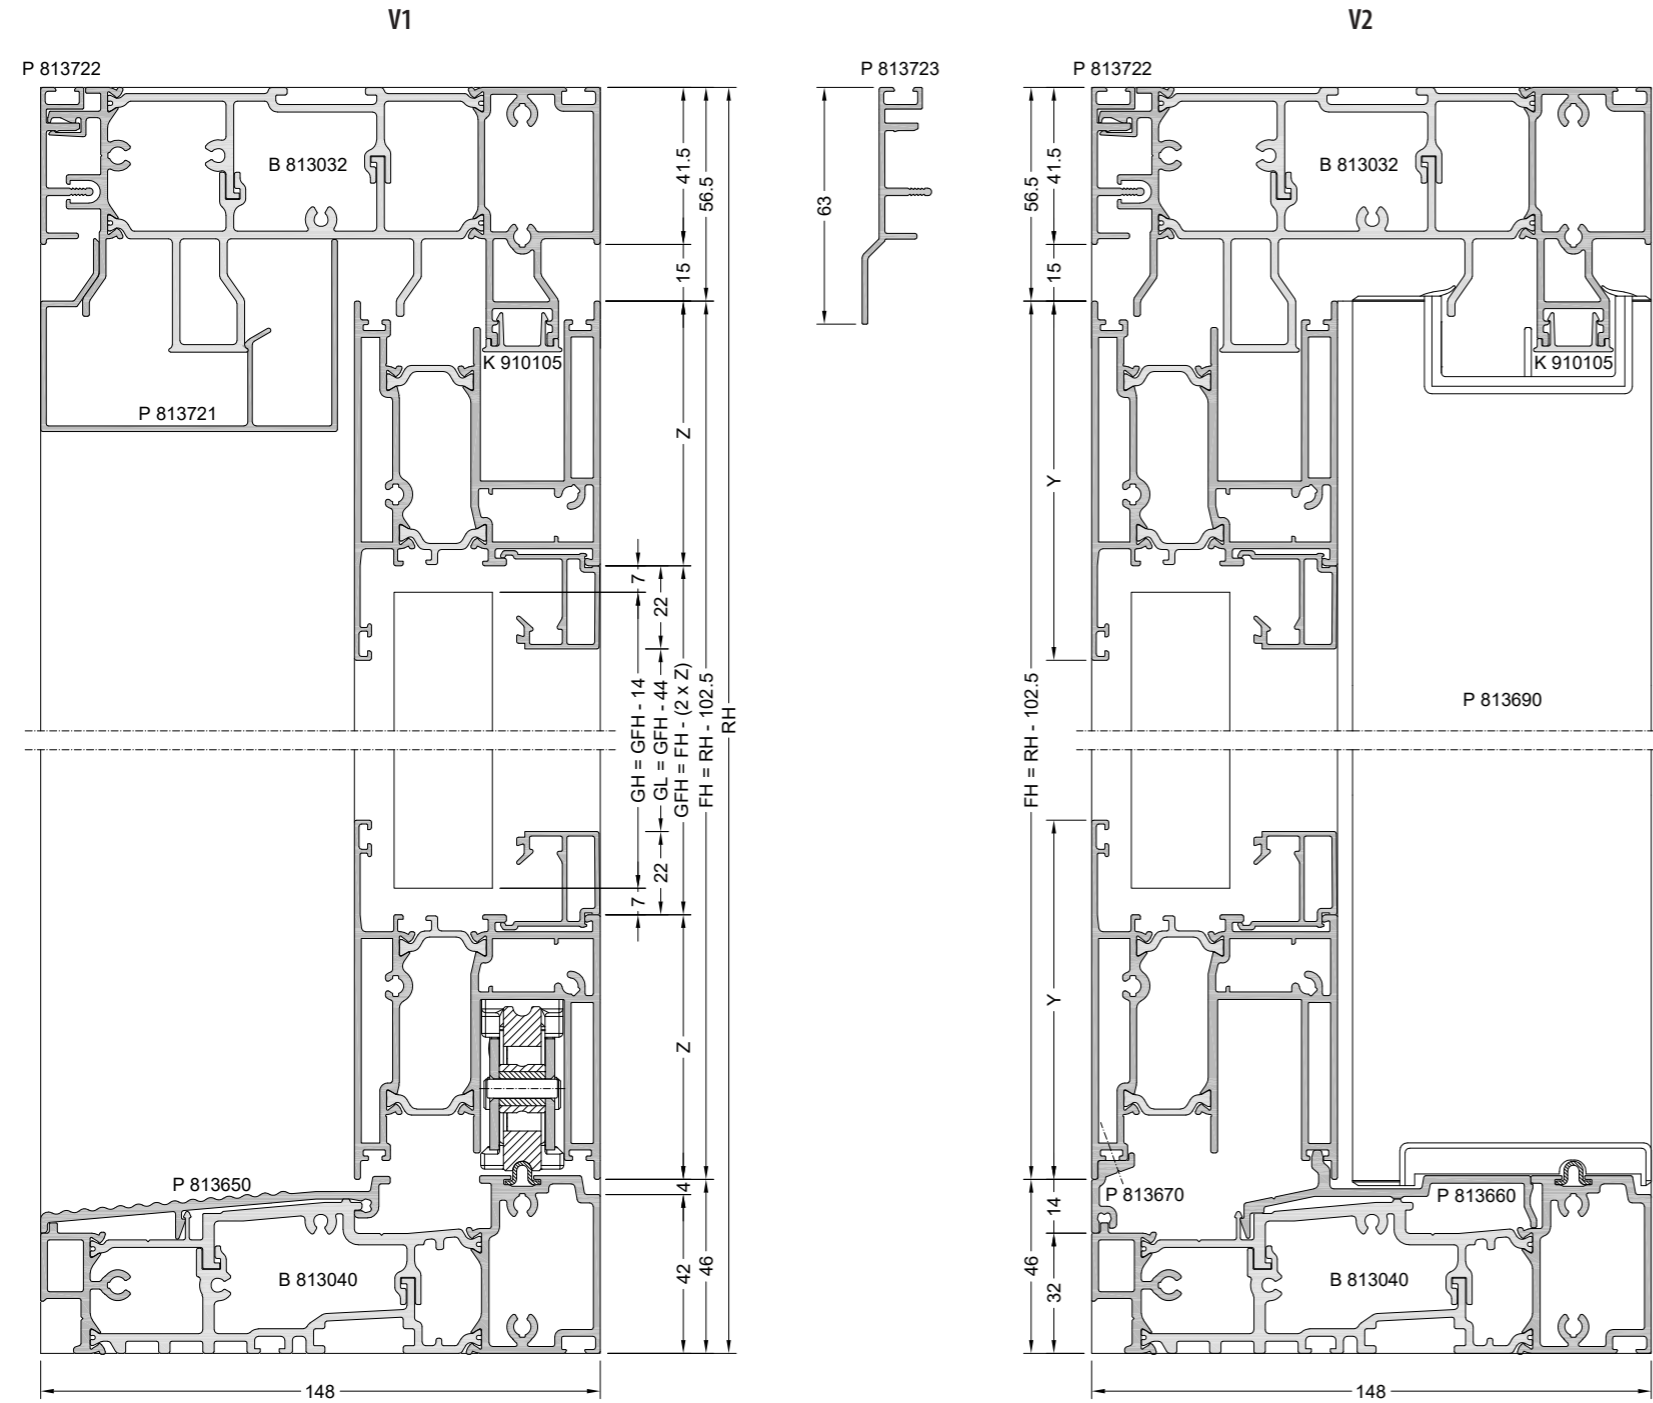 V1
V2
P 813722
P 813723
P 813722
B 813032
B 813032
41.5
56.5
63
56.5
41.5
15
15
K 910105
K 910105
P 813721
Z
Y
7
22
GH = GFH - 14
GL = GFH - 44
GFH = FH - (2 x Z)
FH = RH - 102.5
RH
FH = RH - 102.5
P 813690
22
7
Z
Y
P 813650
4
P 813670
P 813660
14
B 813040
B 813040
42
46
46
32
148
148